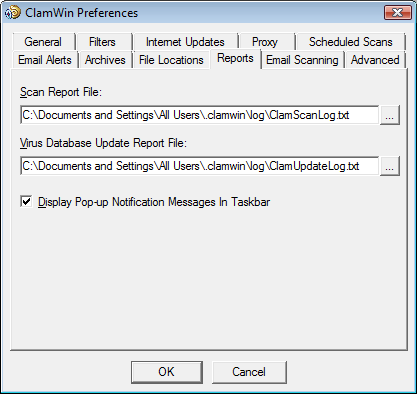 ClamWin Preferences
General Filters Internet Updates Proxy Scheduled Scans
Email Alerts Archives File Locations Reports Email Scanning Advanced
Scan Report File:
C:\Documents and Settings\All Users\.clamwin\log\ClamScanLog.txt ...
Virus Database Update Report File:
C:\Documents and Settings\All Users\.clamwin\log\ClamUpdateLog.txt ...
Display Pop-up Notification Messages In Taskbar
OK Cancel